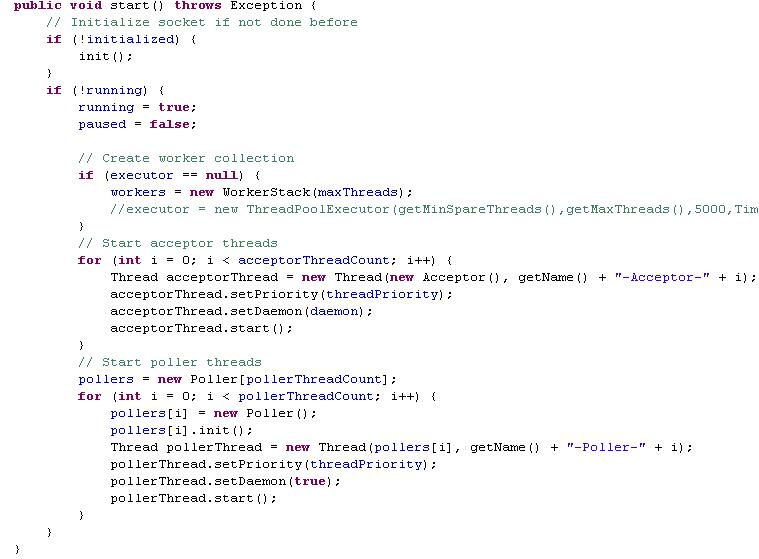 public void start() throws Exception {
    // Initialize socket if not done before
    if (!initialized) {
        init();
    }
    if (!running) {
        running = true;
        paused = false;

        // Create worker collection
        if (executor == null) {
            workers = new WorkerStack(maxThreads);
            //executor = new ThreadPoolExecutor(getMinSpareThreads(),getMaxThreads(),5000,Tim
        }
        // Start acceptor threads
        for (int i = 0; i < acceptorThreadCount; i++) {
            Thread acceptorThread = new Thread(new Acceptor(), getName() + "-Acceptor-" + i);
            acceptorThread.setPriority(threadPriority);
            acceptorThread.setDaemon(daemon);
            acceptorThread.start();
        }
        // Start poller threads
        pollers = new Poller[pollerThreadCount];
        for (int i = 0; i < pollerThreadCount; i++) {
            pollers[i] = new Poller();
            pollers[i].init();
            Thread pollerThread = new Thread(pollers[i], getName() + "-Poller-" + i);
            pollerThread.setPriority(threadPriority);
            pollerThread.setDaemon(true);
            pollerThread.start();
        }
    }
}